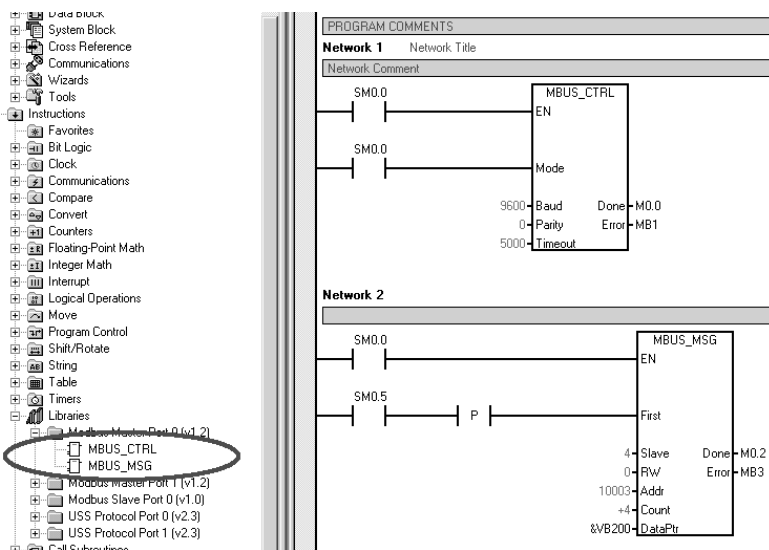 Data Block
System Block
Cross Reference
Communications
Wizards
Tools
Instructions
Favorites
Bit Logic
Clock
Communications
Compare
Convert
Counters
Floating-Point Math
Integer Math
Interrupt
Logical Operations
Move
Program Control
Shift/Rotate
String
Table
Timers
Libraries
Modbus Master Port 0 (v1.2)
MBUS_CTRL
MBUS_MSG
Modbus Master Port 1 (v1.2)
Modbus Slave Port 0 (v1.0)
USS Protocol Port 0 (v2.3)
USS Protocol Port 1 (v2.3)
Call Subroutines
PROGRAM COMMENTS
Network 1 Network Title
Network Comment
SM0.0 MBUS_CTRL
EN
SM0.0
Mode
9600 Baud Done M0.0
0 Parity Error MB1
5000 Timeout
Network 2
SM0.0 MBUS_MSG
EN
SM0.5
P First
4 Slave Done M0.2
0 RW Error MB3
10003 Addr
+4 Count
&VB200 DataPtr